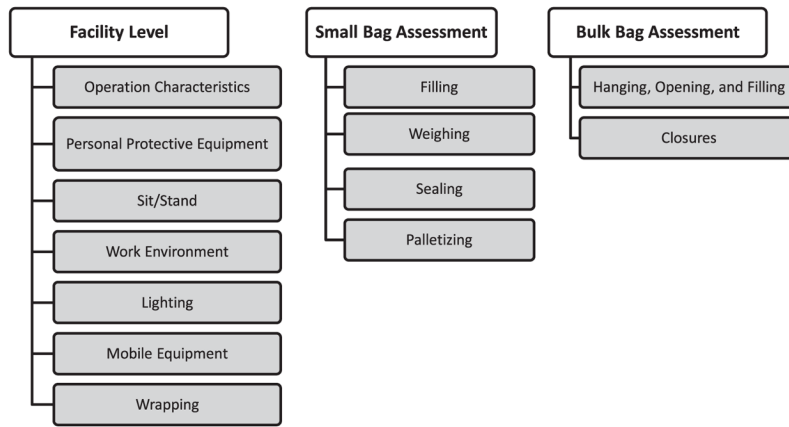 Facility Level
Operation Characteristics
Personal Protective Equipment
Sit/Stand
Work Environment
Lighting
Mobile Equipment
Wrapping
Small Bag Assessment
Filling
Weighing
Sealing
Palletizing
Bulk Bag Assessment
Hanging, Opening, and Filling
Closures